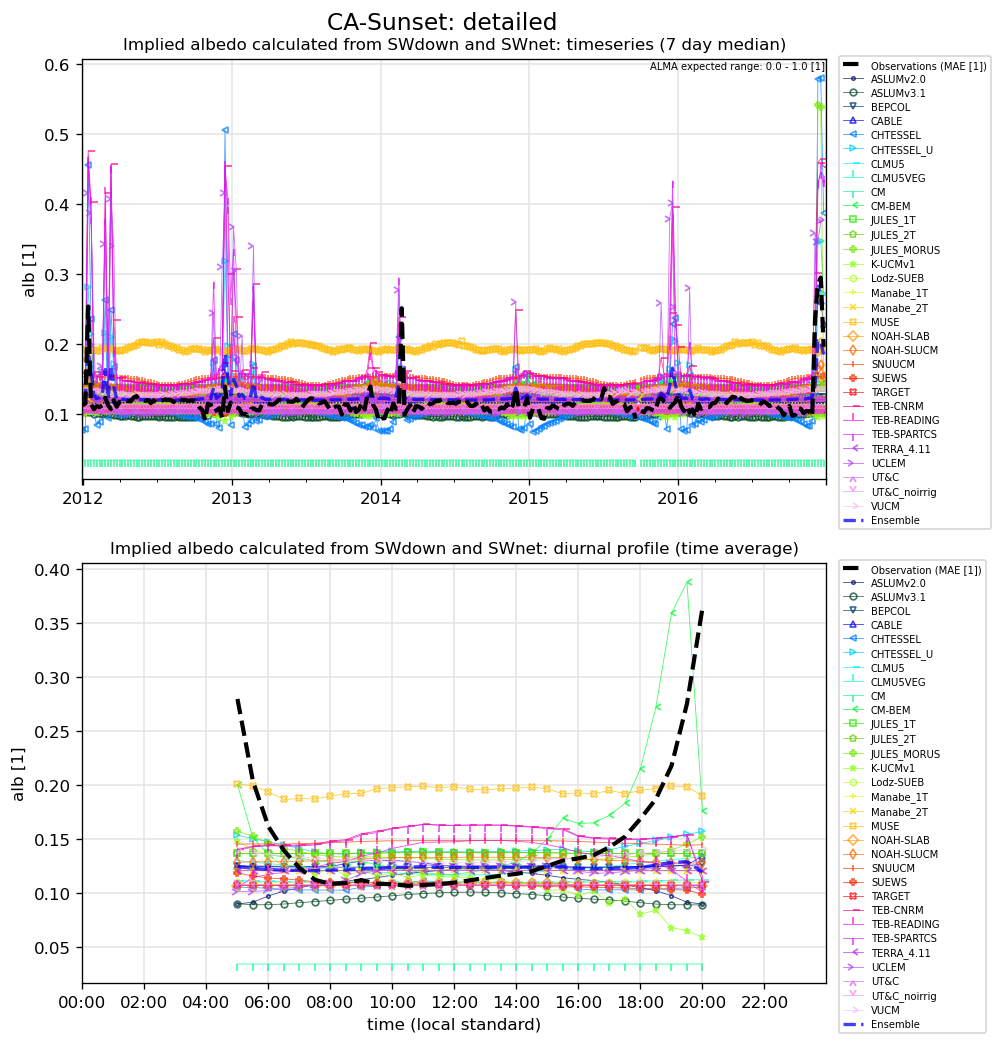 CA-Sunset: detailed
Implied albedo calculated from SWdown and SWnet: timeseries (7 day median)
ALMA expected range: 0.0 - 1.0 [1]
alb [1]
0.6
0.5
0.4
0.3
0.2
0.1
2012
2013
2014
2015
2016
Observations (MAE [1])
ASLUMv2.0
ASLUMv3.1
BEPCOL
CABLE
CHTESSEL
CHTESSEL_U
CLMU5
CLMU5VEG
CM
CM-BEM
JULES_1T
JULES_2T
JULES_MORUS
K-UCMv1
Lodz-SUEB
Manabe_1T
Manabe_2T
MUSE
NOAH-SLAB
NOAH-SLUCM
SNUUCM
SUEWS
TARGET
TEB-CNRM
TEB-READING
TEB-SPARTCS
TERRA_4.11
UCLEM
UT&C
UT&C_noirrig
VUCM
Ensemble
Implied albedo calculated from SWdown and SWnet: diurnal profile (time average)
alb [1]
0.40
0.35
0.30
0.25
0.20
0.15
0.10
0.05
00:00
02:00
04:00
06:00
08:00
10:00
12:00
14:00
16:00
18:00
20:00
22:00
time (local standard)
Observation (MAE [1])
ASLUMv2.0
ASLUMv3.1
BEPCOL
CABLE
CHTESSEL
CHTESSEL_U
CLMU5
CLMU5VEG
CM
CM-BEM
JULES_1T
JULES_2T
JULES_MORUS
K-UCMv1
Lodz-SUEB
Manabe_1T
Manabe_2T
MUSE
NOAH-SLAB
NOAH-SLUCM
SNUUCM
SUEWS
TARGET
TEB-CNRM
TEB-READING
TEB-SPARTCS
TERRA_4.11
UCLEM
UT&C
UT&C_noirrig
VUCM
Ensemble